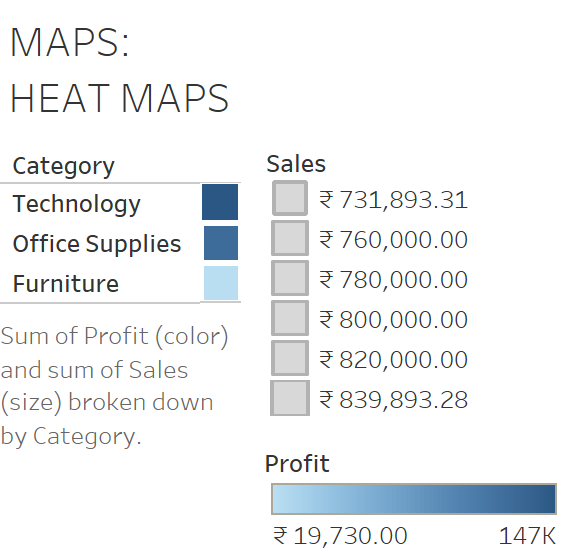 MAPS:
HEAT MAPS
Category
Technology
Office Supplies
Furniture
Sum of Profit (color)
and sum of Sales
(size) broken down
by Category.
Sales
₹ 731,893.31
₹ 760,000.00
₹ 780,000.00
₹ 800,000.00
₹ 820,000.00
₹ 839,893.28
Profit
₹ 19,730.00 147K